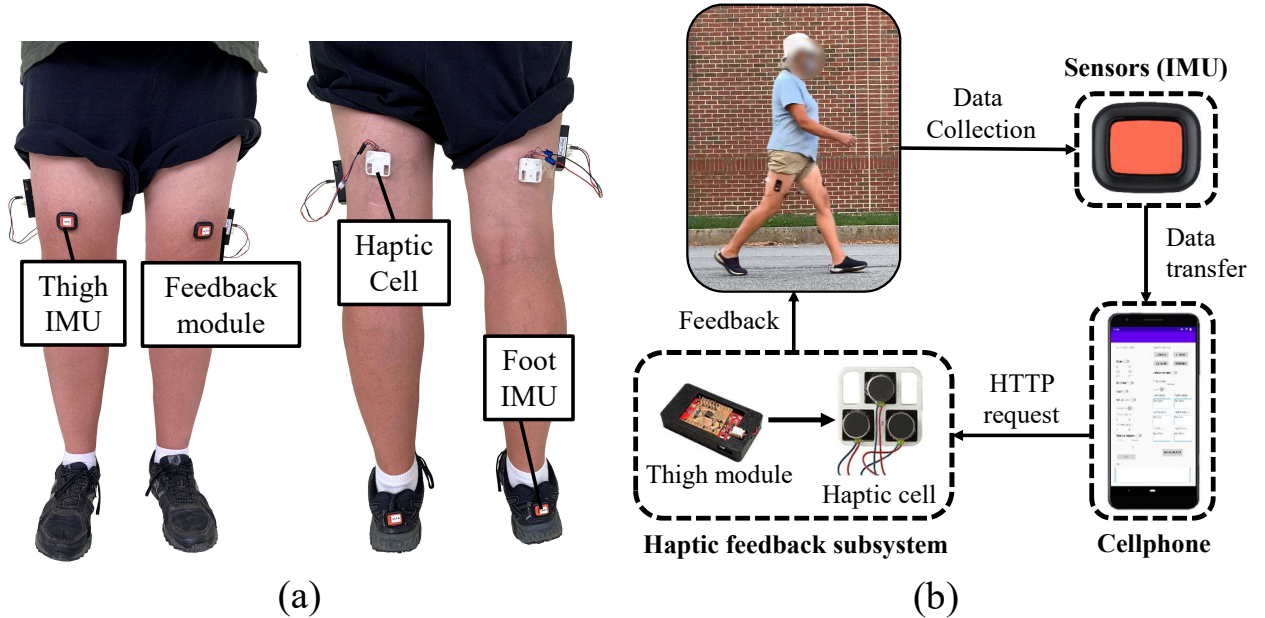 Thigh
IMU
Feedback
module
Haptic
Cell
Foot
IMU
(a)
Data
Collection
Sensors (IMU)
Data
transfer
Feedback
HTTP
request
Thigh module
Haptic cell
Haptic feedback subsystem
Cellphone
(b)